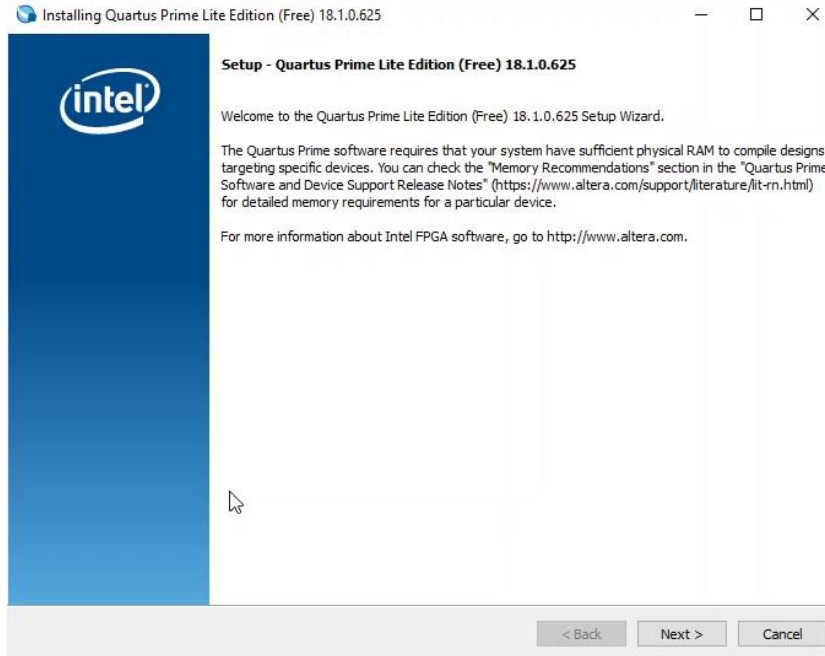 Installing Quartus Prime Lite Edition (Free) 18.1.0.625
intel
Setup - Quartus Prime Lite Edition (Free) 18.1.0.625
Welcome to the Quartus Prime Lite Edition (Free) 18.1.0.625 Setup Wizard.
The Quartus Prime software requires that your system have sufficient physical RAM to compile designs
targeting specific devices. You can check the "Memory Recommendations" section in the "Quartus Prime
Software and Device Support Release Notes" (https://www.altera.com/support/literature/lit-rn.html)
for detailed memory requirements for a particular device.
For more information about Intel FPGA software, go to http://www.altera.com.
< Back Next > Cancel